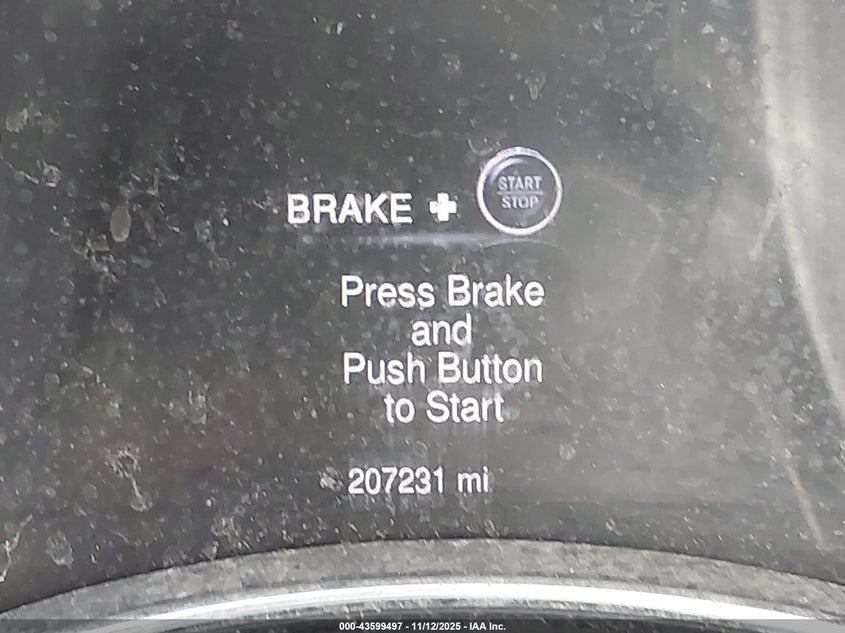 BRAKE + START STOP
Press Brake
and
Push Button
to Start
207231 mi
000-43599497 - 11/12/2025 - IAA Inc.